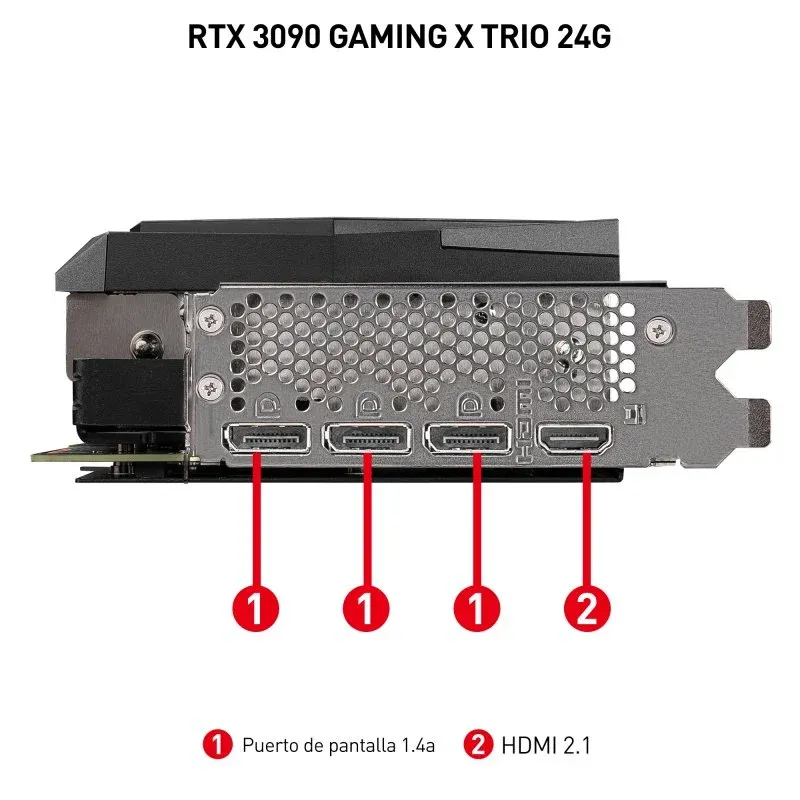 RTX 3090 GAMING X TRIO 24G
HDMI
1 1 1 2
1 Puerto de pantalla 1.4a 2 HDMI 2.1